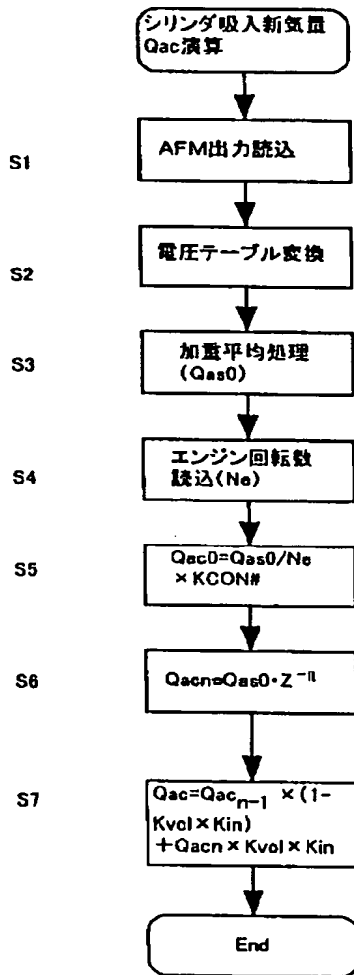 シリンダ吸入新気量
Qac演算
S1
AFM出力読込
S2
電圧テーブル変換
S3
加重平均処理
(Qas0)
S4
エンジン回転数
読込(Ne)
S5
Qac0=Qas0/Ne
× KCON#
S6
Qacn=Qas0・Z⁻ⁿ
S7
Qac=Qacₙ₋₁ ×(1-
Kvol×Kin)
+Qacn×Kvol×Kin
End